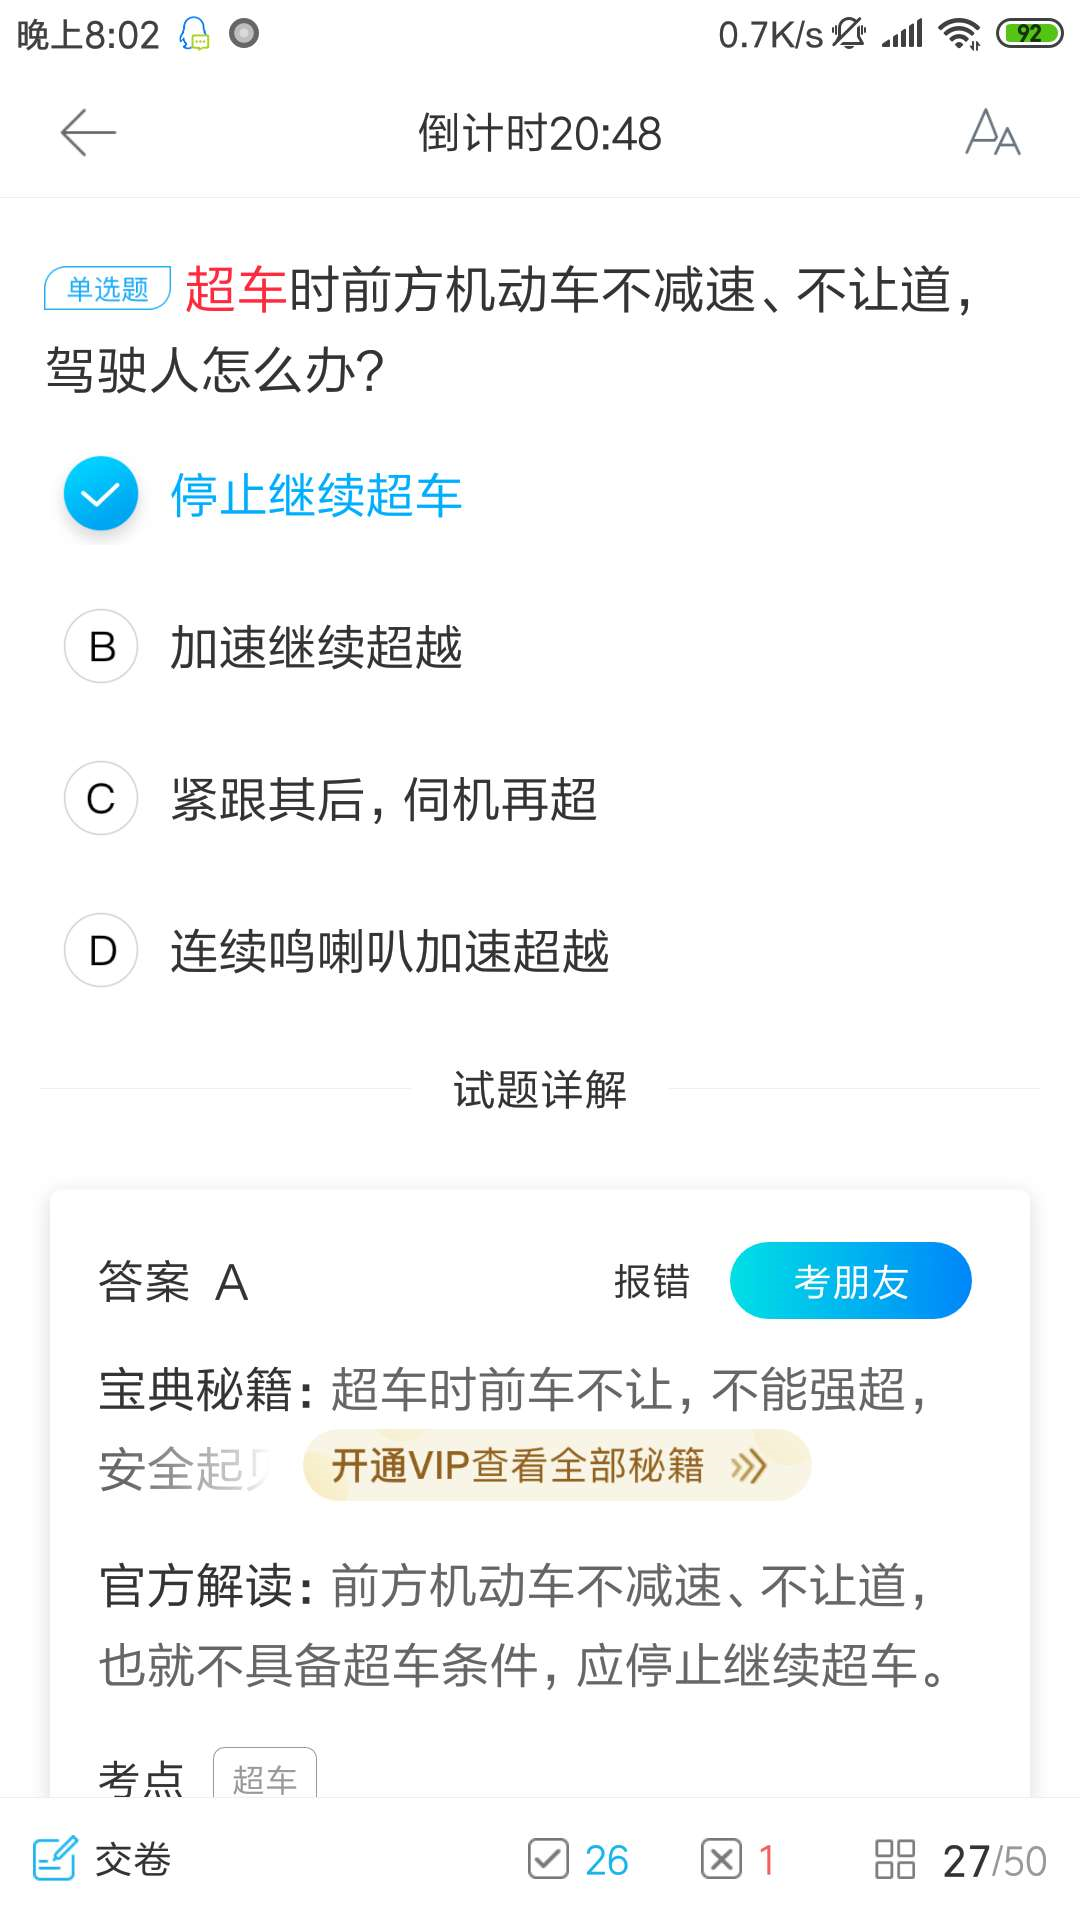 晚上8:02 0.7K/s 92
倒计时20:48 AA
单选题 超车时前方机动车不减速、不让道，
驾驶人怎么办？
停止继续超车
B 加速继续超越
C 紧跟其后，伺机再超
D 连续鸣喇叭加速超越
试题详解
答案 A 报错 考朋友
宝典秘籍：超车时前车不让，不能强超，
安全起 开通VIP查看全部秘籍
官方解读：前方机动车不减速、不让道，
也就不具备超车条件，应停止继续超车。
考点 超车
交卷 26 1 27/50